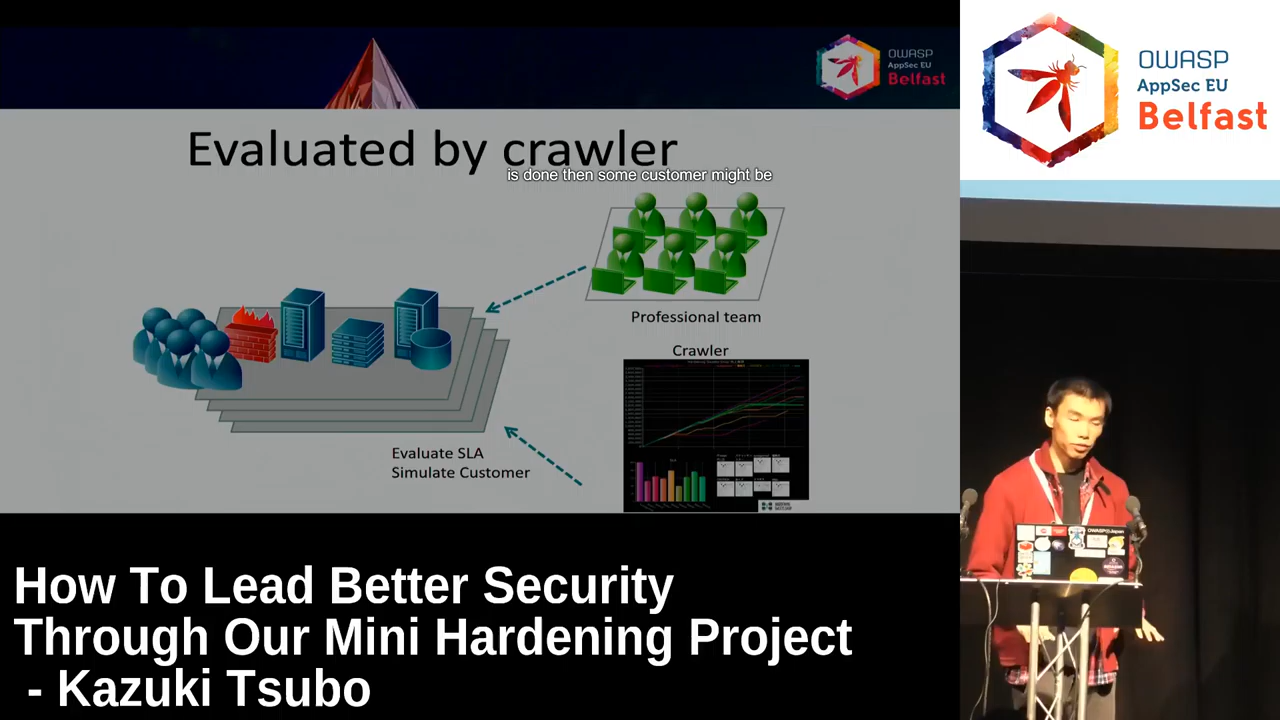 OWASP
AppSec EU
Belfast
OWASP
AppSec EU
Belfast
Evaluated by crawler
is done then some customer might be
Professional team
Crawler
Evaluate SLA
Simulate Customer
How To Lead Better Security
Through Our Mini Hardening Project
- Kazuki Tsubo